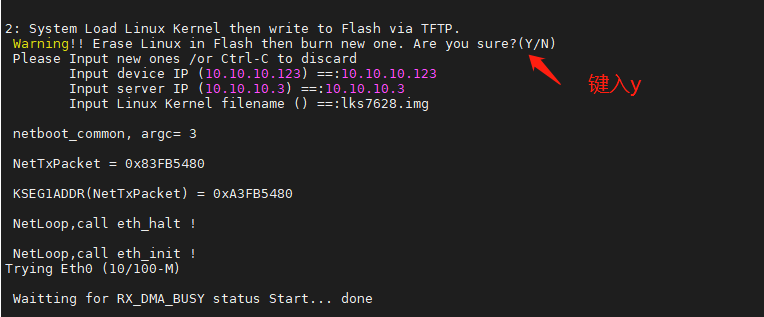 2: System Load Linux Kernel then write to Flash via TFTP.
Warning!! Erase Linux in Flash then burn new one. Are you sure?(Y/N)
Please Input new ones /or Ctrl-C to discard
Input device IP (10.10.10.123) ==:10.10.10.123
Input server IP (10.10.10.3) ==:10.10.10.3
键入y
Input Linux Kernel filename () ==:lks7628.img
netboot_common, argc= 3
NetTxPacket = 0x83FB5480
KSEG1ADDR(NetTxPacket) = 0xA3FB5480
NetLoop,call eth_halt !
NetLoop,call eth_init !
Trying Eth0 (10/100-M)
Waitting for RX_DMA_BUSY status Start... done